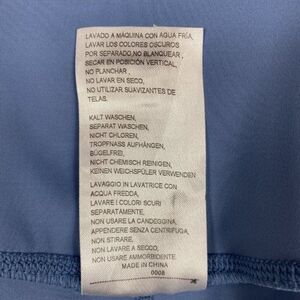 LAVADO A MÁQUINA CON AGUA FRÍA,
LAVAR LOS COLORES OSCUROS
POR SEPARADO,NO BLANQUEAR,
SECAR EN POSICIÓN VERTICAL,
NO PLANCHAR,
NO LAVAR EN SECO,
NO UTILIZAR SUAVIZANTES DE
TELAS.
KALT WASCHEN,
SEPARAT WASCHEN,
NICHT CHLOREN,
TROPFNASS AUFHÄNGEN,
BÜGELFREI,
NICHT CHEMISCH REINIGEN,
KEINEN WEICHSPÜLER VERWENDEN
LAVAGGIO IN LAVATRICE CON
ACQUA FREDDA,
LAVARE I COLORI SCURI
SEPARATAMENTE,
NON USARE LA CANDEGGINA,
APPENDERE SENZA CENTRIFUGA,
NON STIRARE,
NON LAVARE A SECCO,
NON USARE AMMORBIDENTE.
MADE IN CHINA
0008